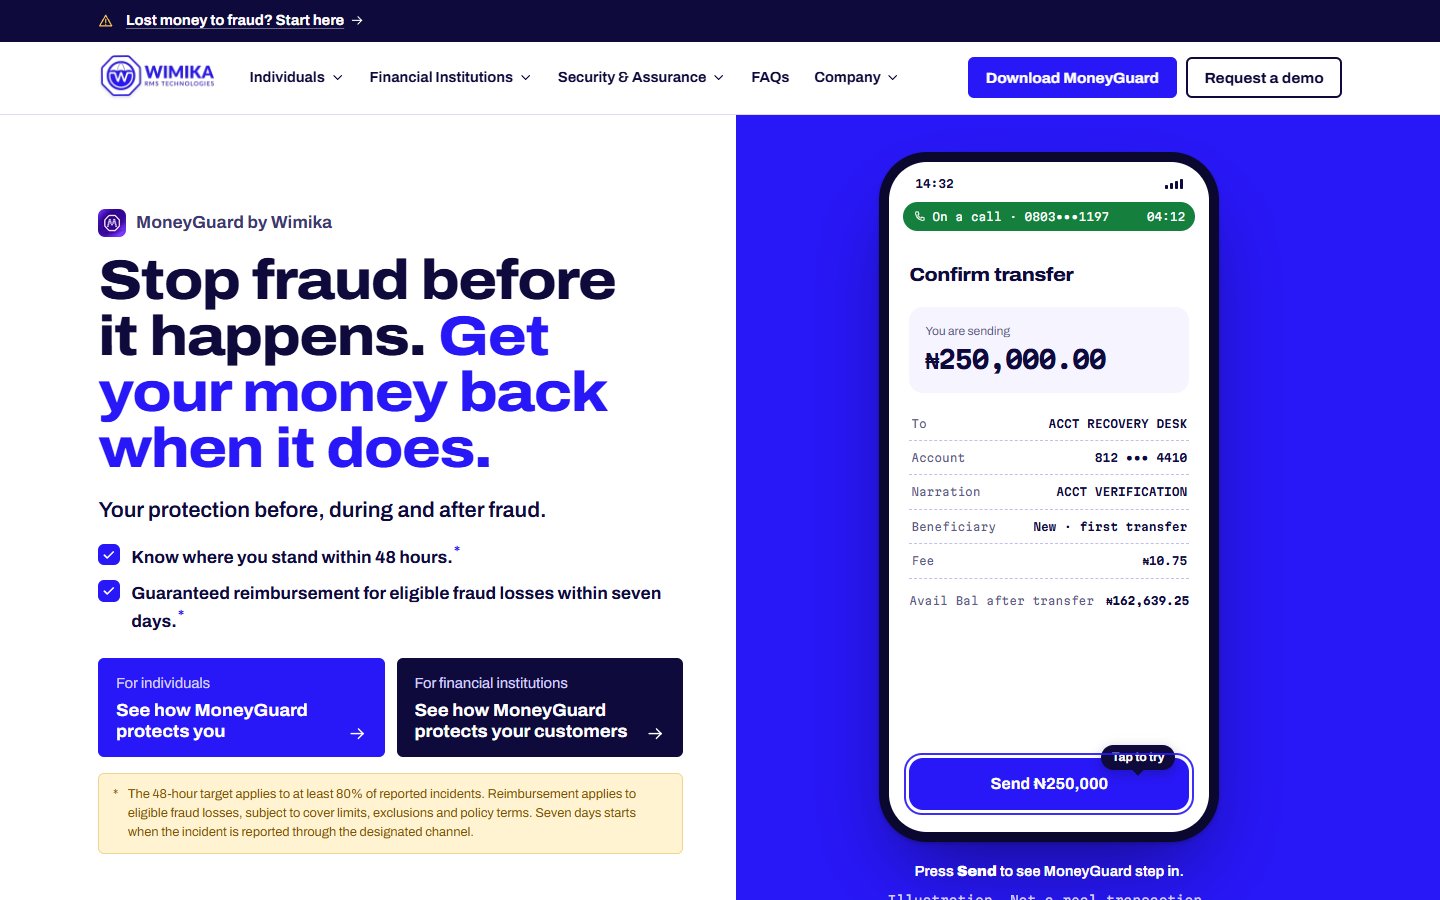 Lost money to fraud? Start here →
WIMIKA
RMS TECHNOLOGIES
Individuals
Financial Institutions
Security & Assurance
FAQs
Company
Download MoneyGuard
Request a demo
MoneyGuard by Wimika
Stop fraud before
it happens. Get
your money back
when it does.
Your protection before, during and after fraud.
Know where you stand within 48 hours.*
Guaranteed reimbursement for eligible fraud losses within seven
days.*
For individuals
See how MoneyGuard
protects you →
For financial institutions
See how MoneyGuard
protects your customers →
* The 48-hour target applies to at least 80% of reported incidents. Reimbursement applies to
eligible fraud losses, subject to cover limits, exclusions and policy terms. Seven days starts
when the incident is reported through the designated channel.
14:32
On a call · 0803•••1197 04:12
Confirm transfer
You are sending
₦250,000.00
To ACCT RECOVERY DESK
Account 812 ••• 4410
Narration ACCT VERIFICATION
Beneficiary New · first transfer
Fee ₦10.75
Avail Bal after transfer ₦162,639.25
Tap to try
Send ₦250,000
Press Send to see MoneyGuard step in.
Illustration. Not a real transaction